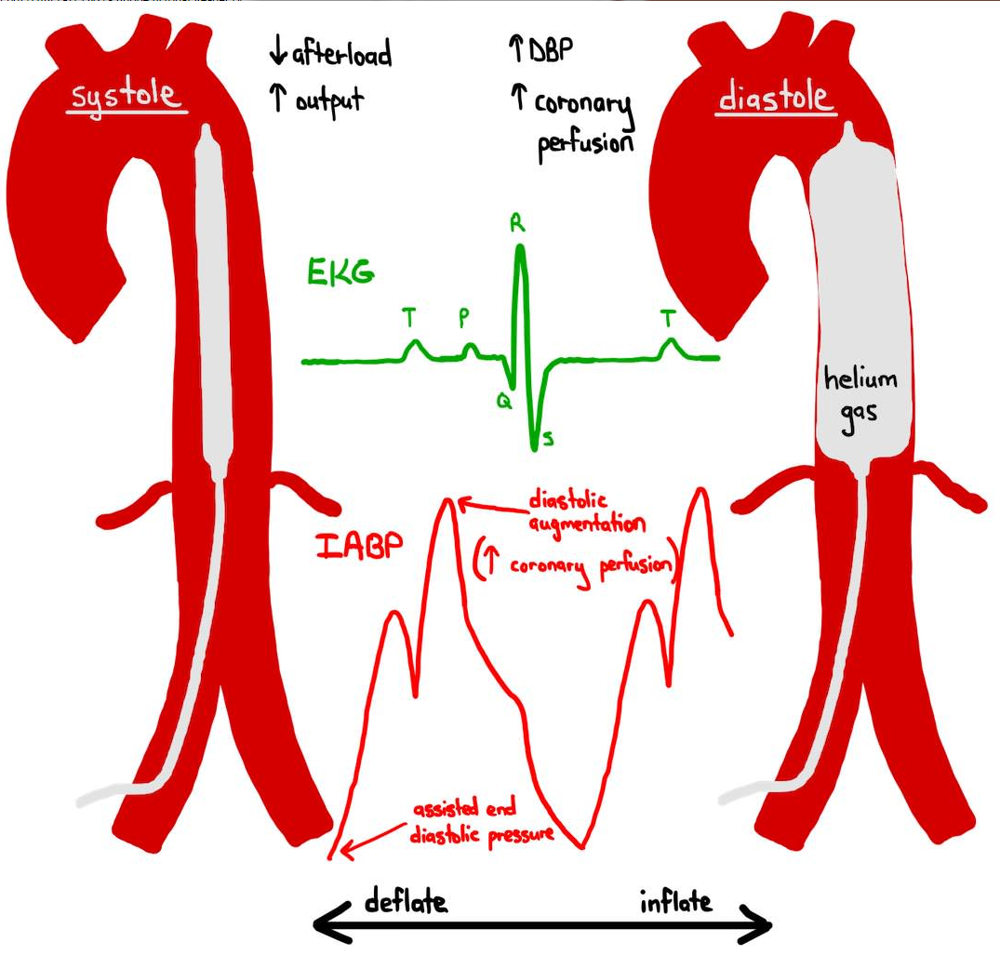 systole
↓ afterload
↑ output
↑ DBP
↑ coronary
perfusion
diastole
EKG
T
P
Q
R
S
T
helium
gas
IABP
diastolic
augmentation
(↑ coronary perfusion)
assisted end
diastolic pressure
deflate
inflate